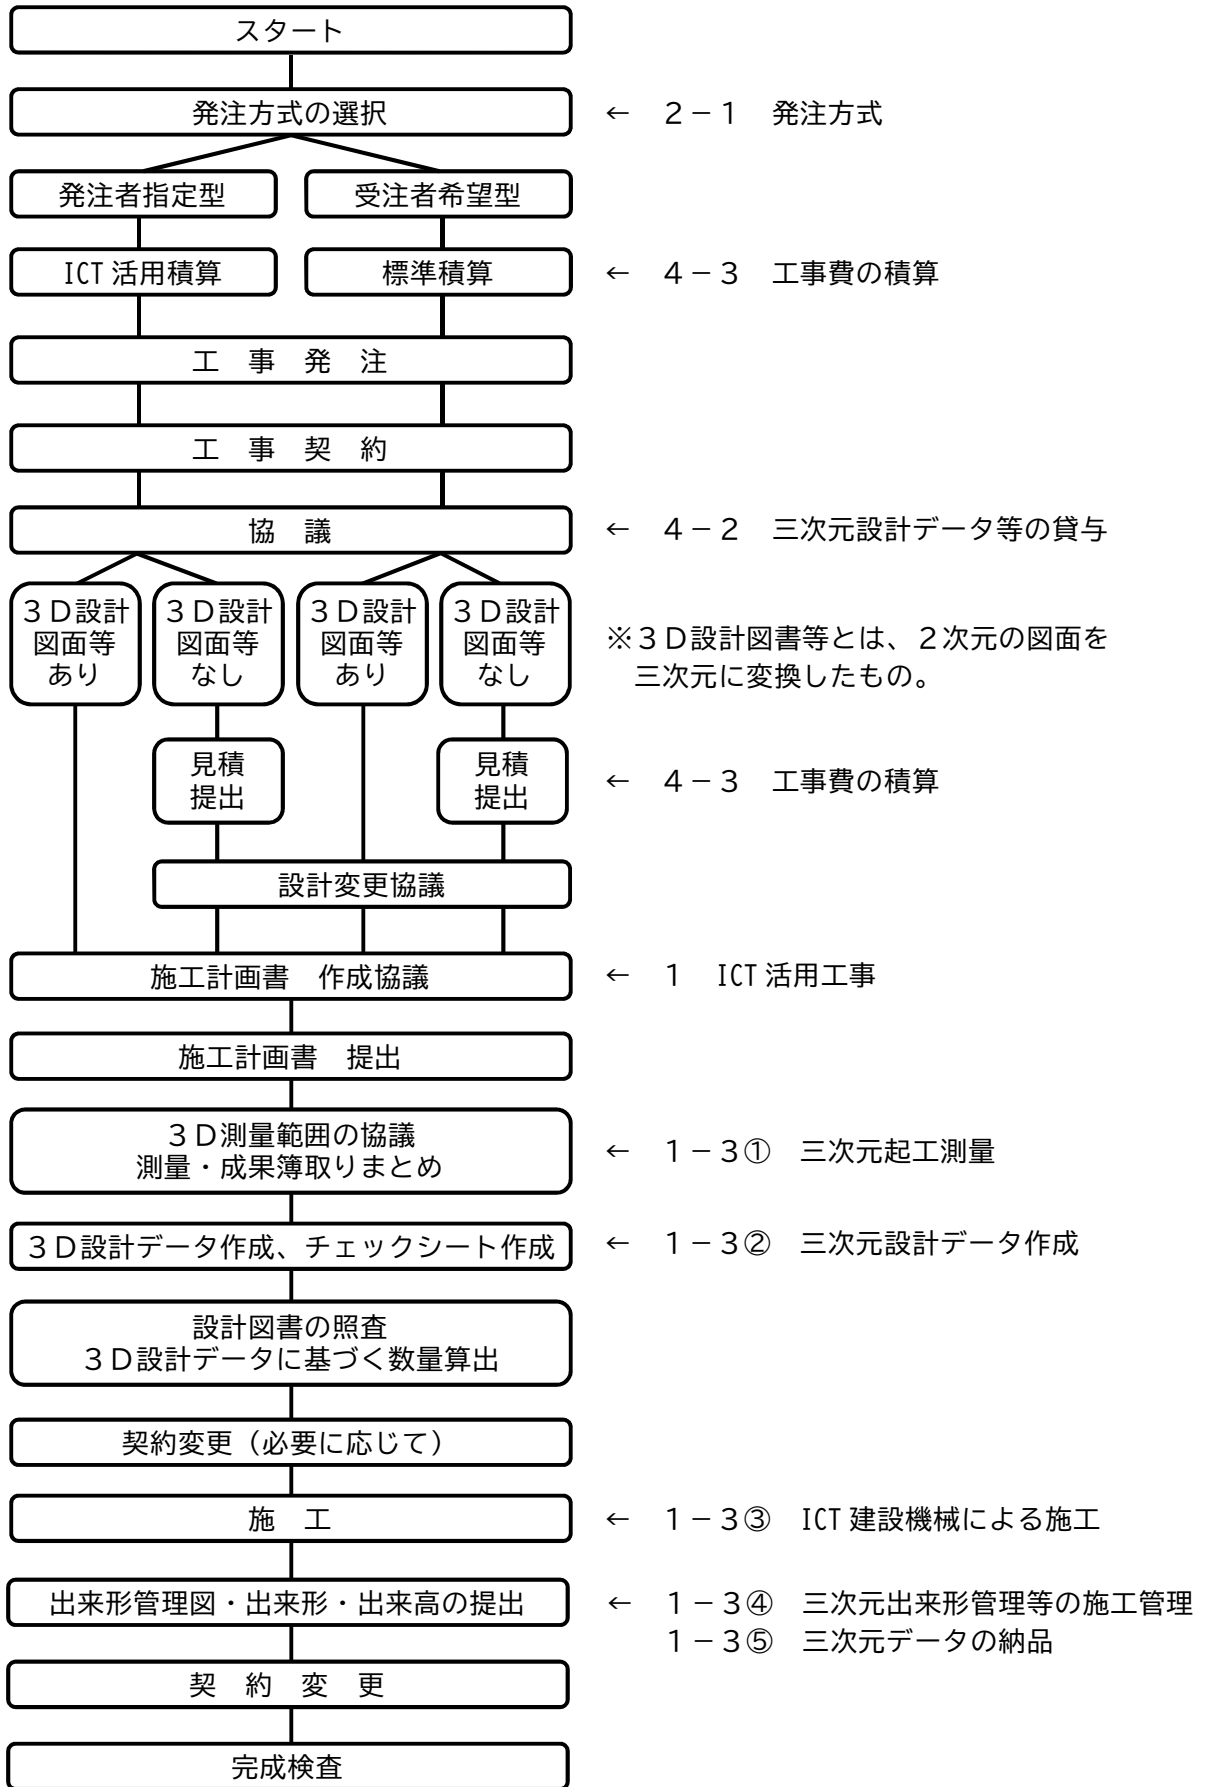 スタート
発注方式の選択
← ２－１ 発注方式
発注者指定型
受注者希望型
ICT活用積算
標準積算
← ４－３ 工事費の積算
工 事 発 注
工 事 契 約
協 議
← ４－２ 三次元設計データ等の貸与
３Ｄ設計
図面等
あり
３Ｄ設計
図面等
なし
３Ｄ設計
図面等
あり
３Ｄ設計
図面等
なし
※３Ｄ設計図書等とは、２次元の図面を
三次元に変換したもの。
見積
提出
見積
提出
← ４－３ 工事費の積算
設計変更協議
施工計画書 作成協議
← １ ICT活用工事
施工計画書 提出
３Ｄ測量範囲の協議
測量・成果簿取りまとめ
← １－３① 三次元起工測量
３Ｄ設計データ作成、チェックシート作成
← １－３② 三次元設計データ作成
設計図書の照査
３Ｄ設計データに基づく数量算出
契約変更（必要に応じて）
施 工
← １－３③ ICT建設機械による施工
出来形管理図・出来形・出来高の提出
← １－３④ 三次元出来形管理等の施工管理
１－３⑤ 三次元データの納品
契 約 変 更
完成検査